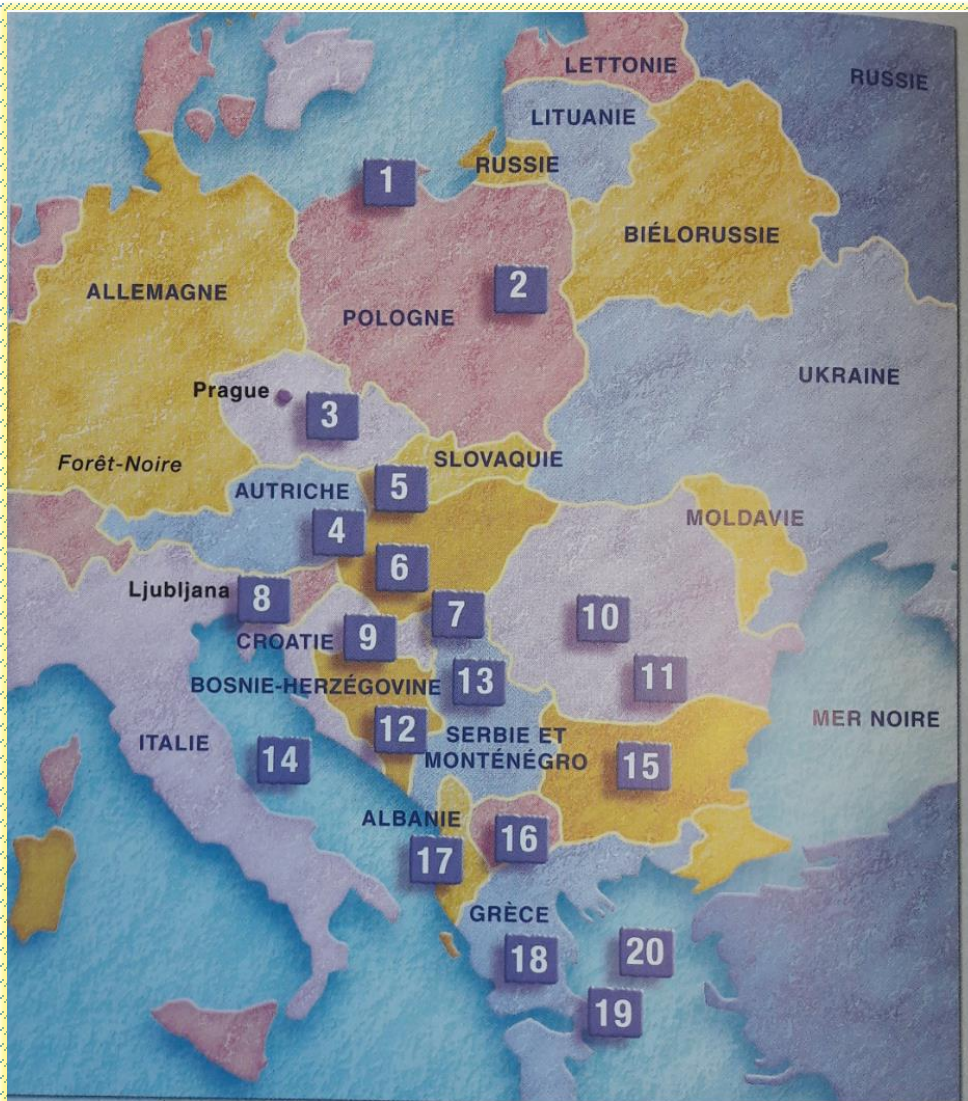 LETTONIE
RUSSIE
LITUANIE
RUSSIE
1
BIÉLORUSSIE
2
ALLEMAGNE
POLOGNE
UKRAINE
Prague
3
Forêt-Noire
SLOVAQUIE
AUTRICHE
5
MOLDAVIE
4
6
Ljubljana
8
7
10
CROATIE
9
11
BOSNIE-HERZÉGOVINE
13
MER NOIRE
12
SERBIE ET
MONTÉNÉGRO
ITALIE
14
15
ALBANIE
16
17
GRÈCE
18
20
19